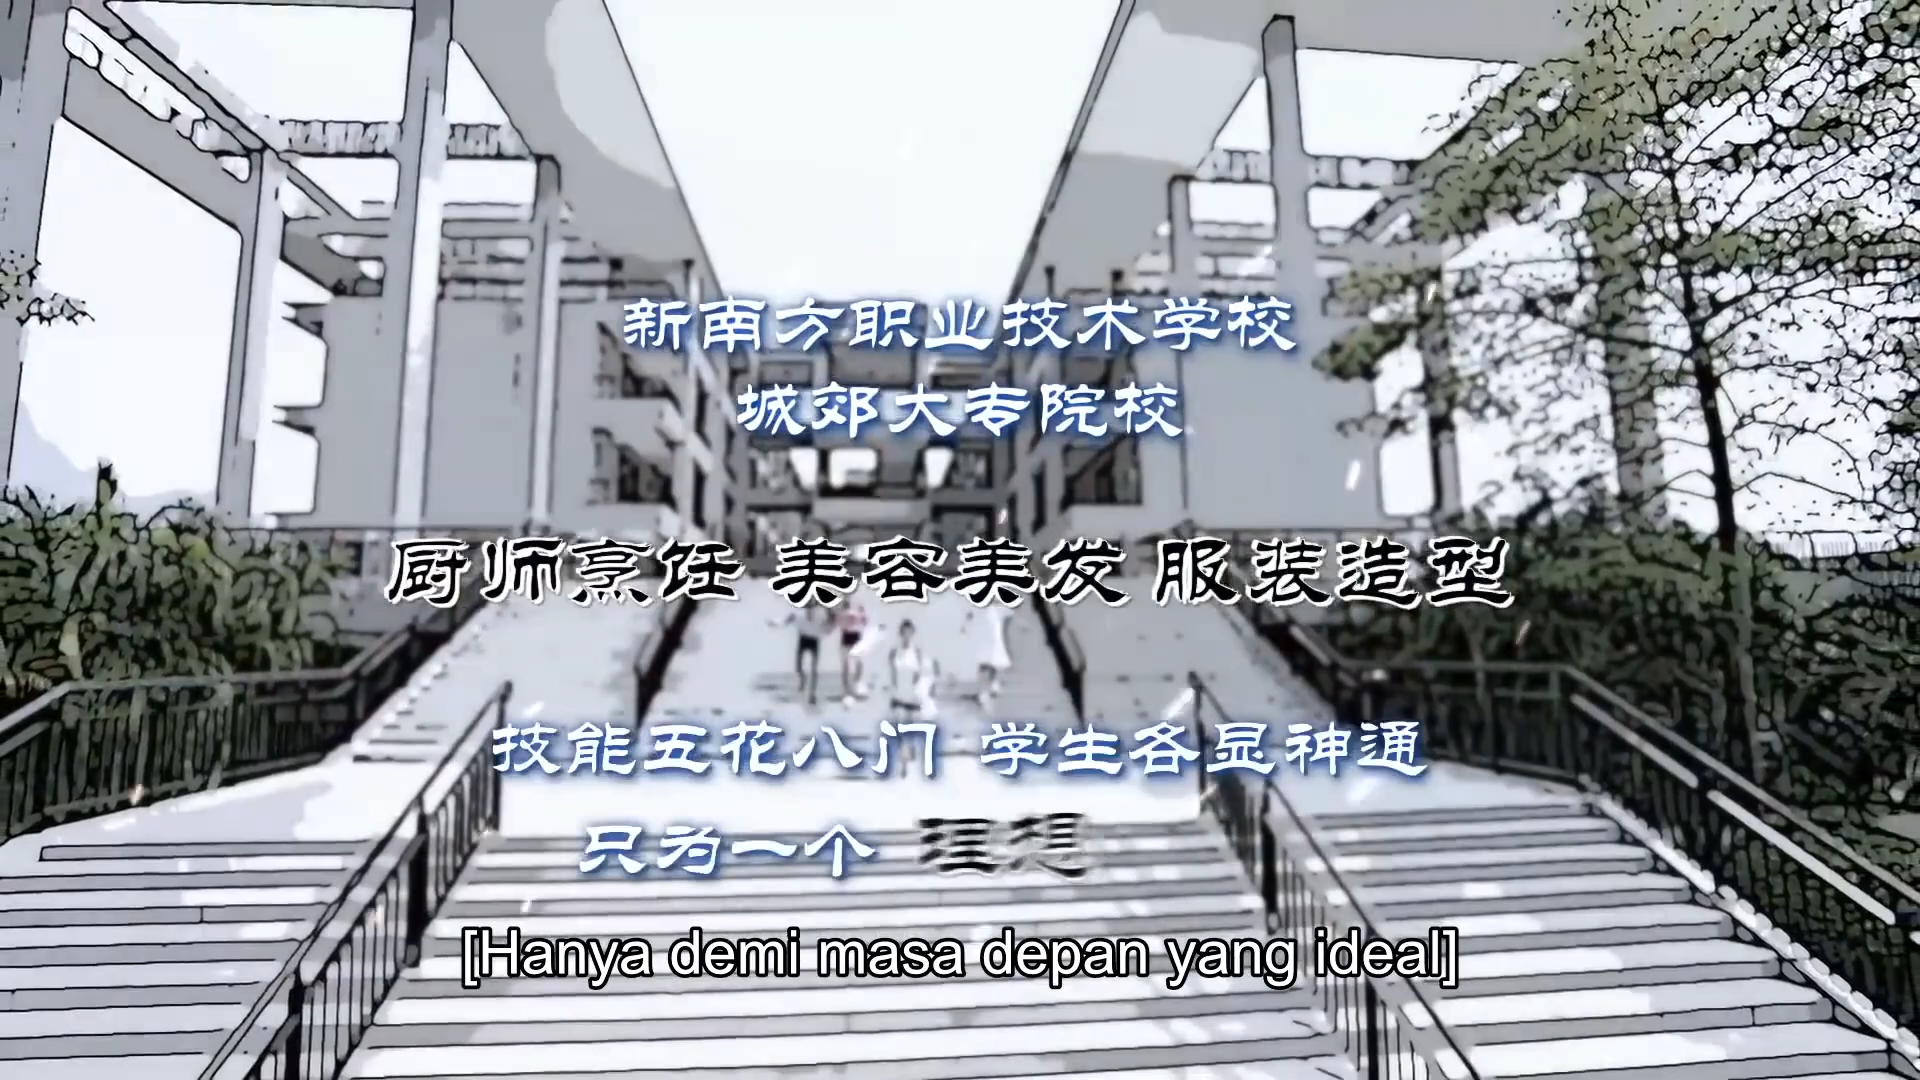 新南方职业技术学校
城郊大专院校
厨师烹饪 美容美发 服装造型
技能五花八门 学生各显神通
只为一个 理想
[Hanya demi masa depan yang ideal]